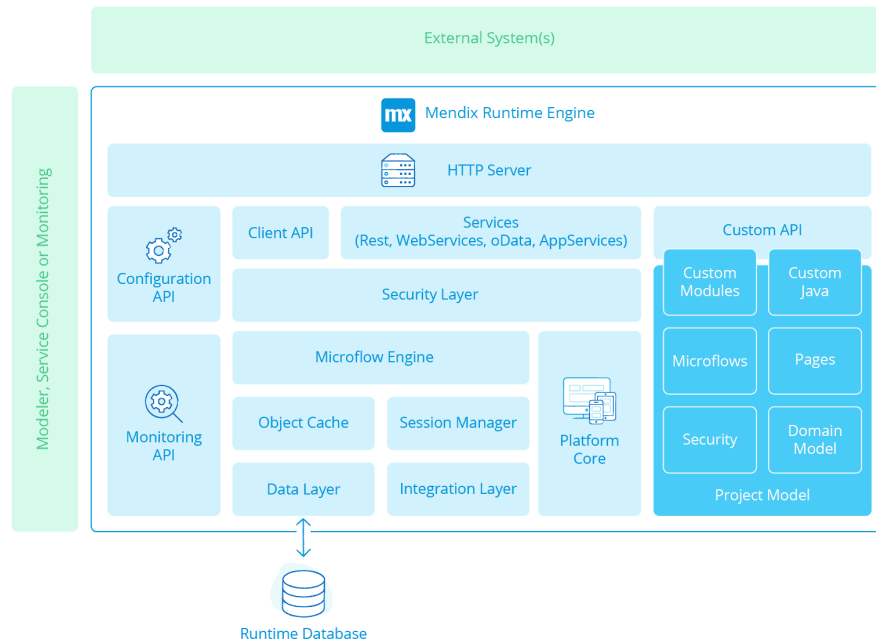 External System(s)
Modeler, Service Console or Monitoring
mx
Mendix Runtime Engine
HTTP Server
Configuration
API
Client API
Services
(Rest, WebServices, oData, AppServices)
Custom API
Security Layer
Custom
Modules
Custom
Java
Microflow Engine
Microflows
Pages
Monitoring
API
Object Cache
Session Manager
Platform
Core
Security
Domain
Model
Data Layer
Integration Layer
Project Model
Runtime Database